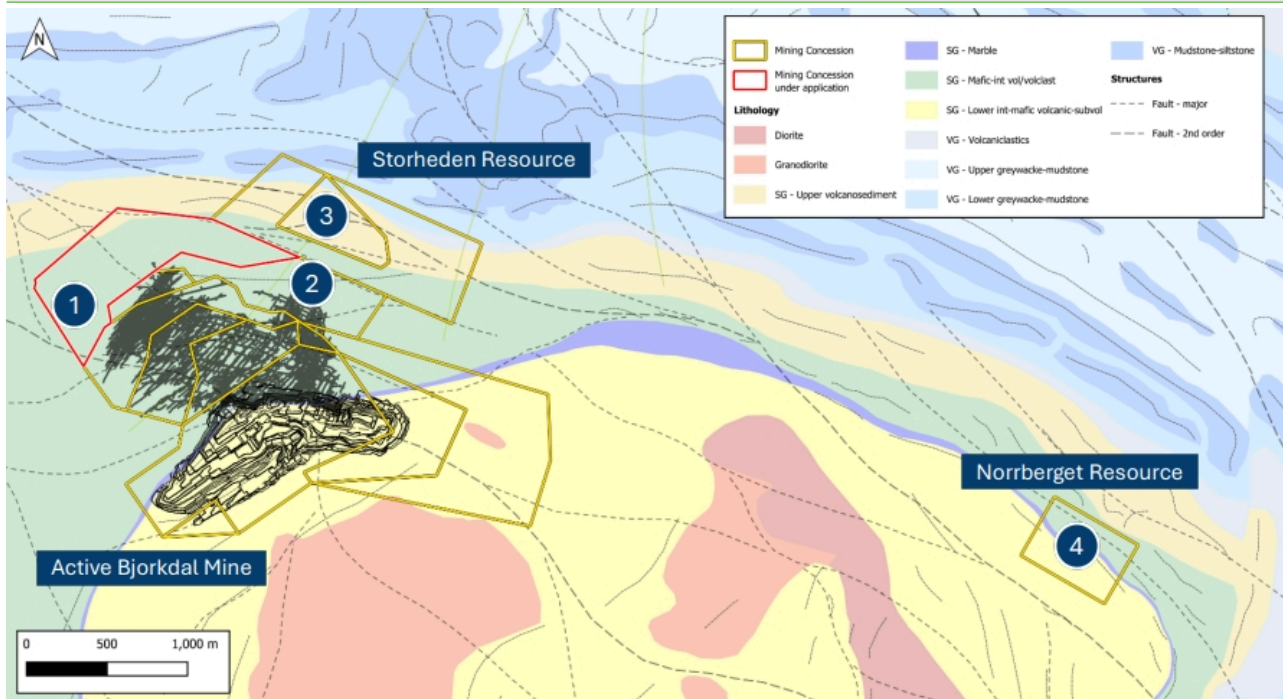 N
Mining Concession
Mining Concession
under application
Lithology
Diorite
Granodiorite
SG - Upper volcanosediment
SG - Marble
SG - Mafic-int vol/volclast
SG - Lower int-mafic volcanic-subvol
VG - Volcaniclastics
VG - Upper greywacke-mudstone
VG - Lower greywacke-mudstone
VG - Mudstone-siltstone
Structures
Fault - major
Fault - 2nd order
Storheden Resource
3
2
1
Norrberget Resource
4
Active Bjorkdal Mine
0 500 1,000 m